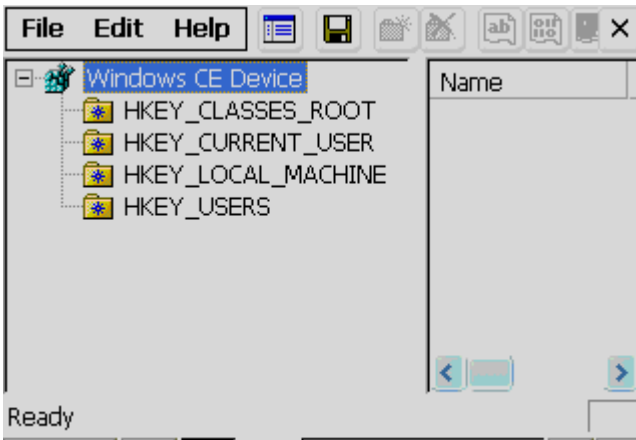 File Edit Help
Windows CE Device
HKEY_CLASSES_ROOT
HKEY_CURRENT_USER
HKEY_LOCAL_MACHINE
HKEY_USERS
Name
Ready